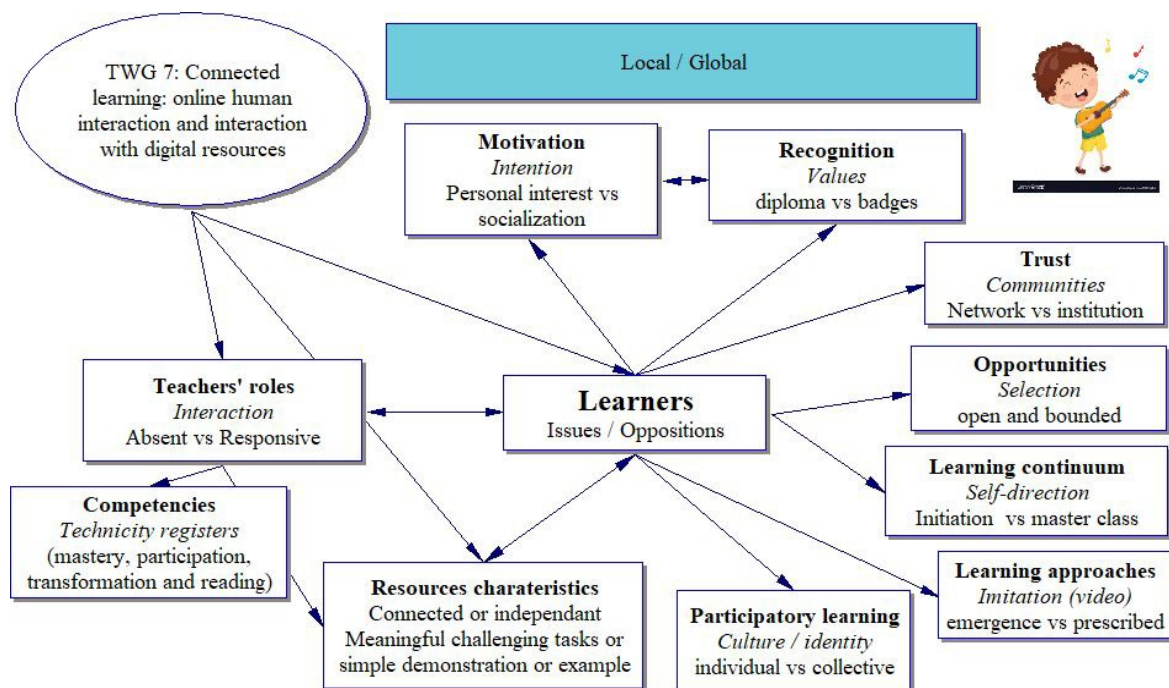 TWG 7: Connected
learning: online human
interaction and interaction
with digital resources
Local / Global
Motivation
Intention
Personal interest vs
socialization
Recognition
Values
diploma vs badges
Trust
Communities
Network vs institution
Teachers' roles
Interaction
Absent vs Responsive
Learners
Issues / Oppositions
Opportunities
Selection
open and bounded
Learning continuum
Self-direction
Initiation vs master class
Competencies
Technicity registers
(mastery, participation,
transformation and reading)
Resources charateristics
Connected or independant
Meaningful challenging tasks or
simple demonstration or example
Participatory learning
Culture / identity
individual vs collective
Learning approaches
Imitation (video)
emergence vs prescribed